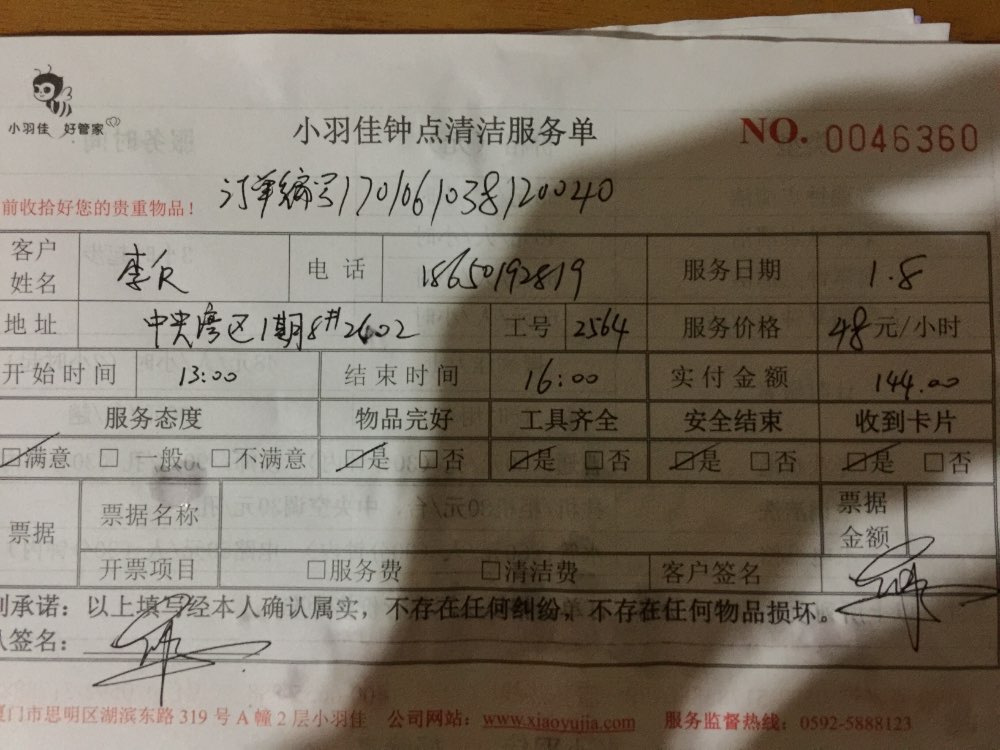 小羽佳 好管家
小羽佳钟点清洁服务单
NO. 0046360
订单编号1701061038120040
前收拾好您的贵重物品！
客户姓名 电话 18650192819 服务日期 1.8
地址 中央湾区1期8#2602 工号 2564 服务价格 48元/小时
开始时间 13:00 结束时间 16:00 实付金额 144.00
服务态度 物品完好 工具齐全 安全结束 收到卡片
☑满意 □一般 □不满意 ☑是 □否 ☑是 □否 ☑是 □否 ☑是 □否
票据 票据名称 票据金额
开票项目 □服务费 □清洁费 客户签名
承诺：以上填写经本人确认属实，不存在任何纠纷，不存在任何物品损坏。
签名：
厦门市思明区湖滨东路319号A幢2层小羽佳 公司网站：www.xiaoyujia.com 服务监督热线：0592-5888123